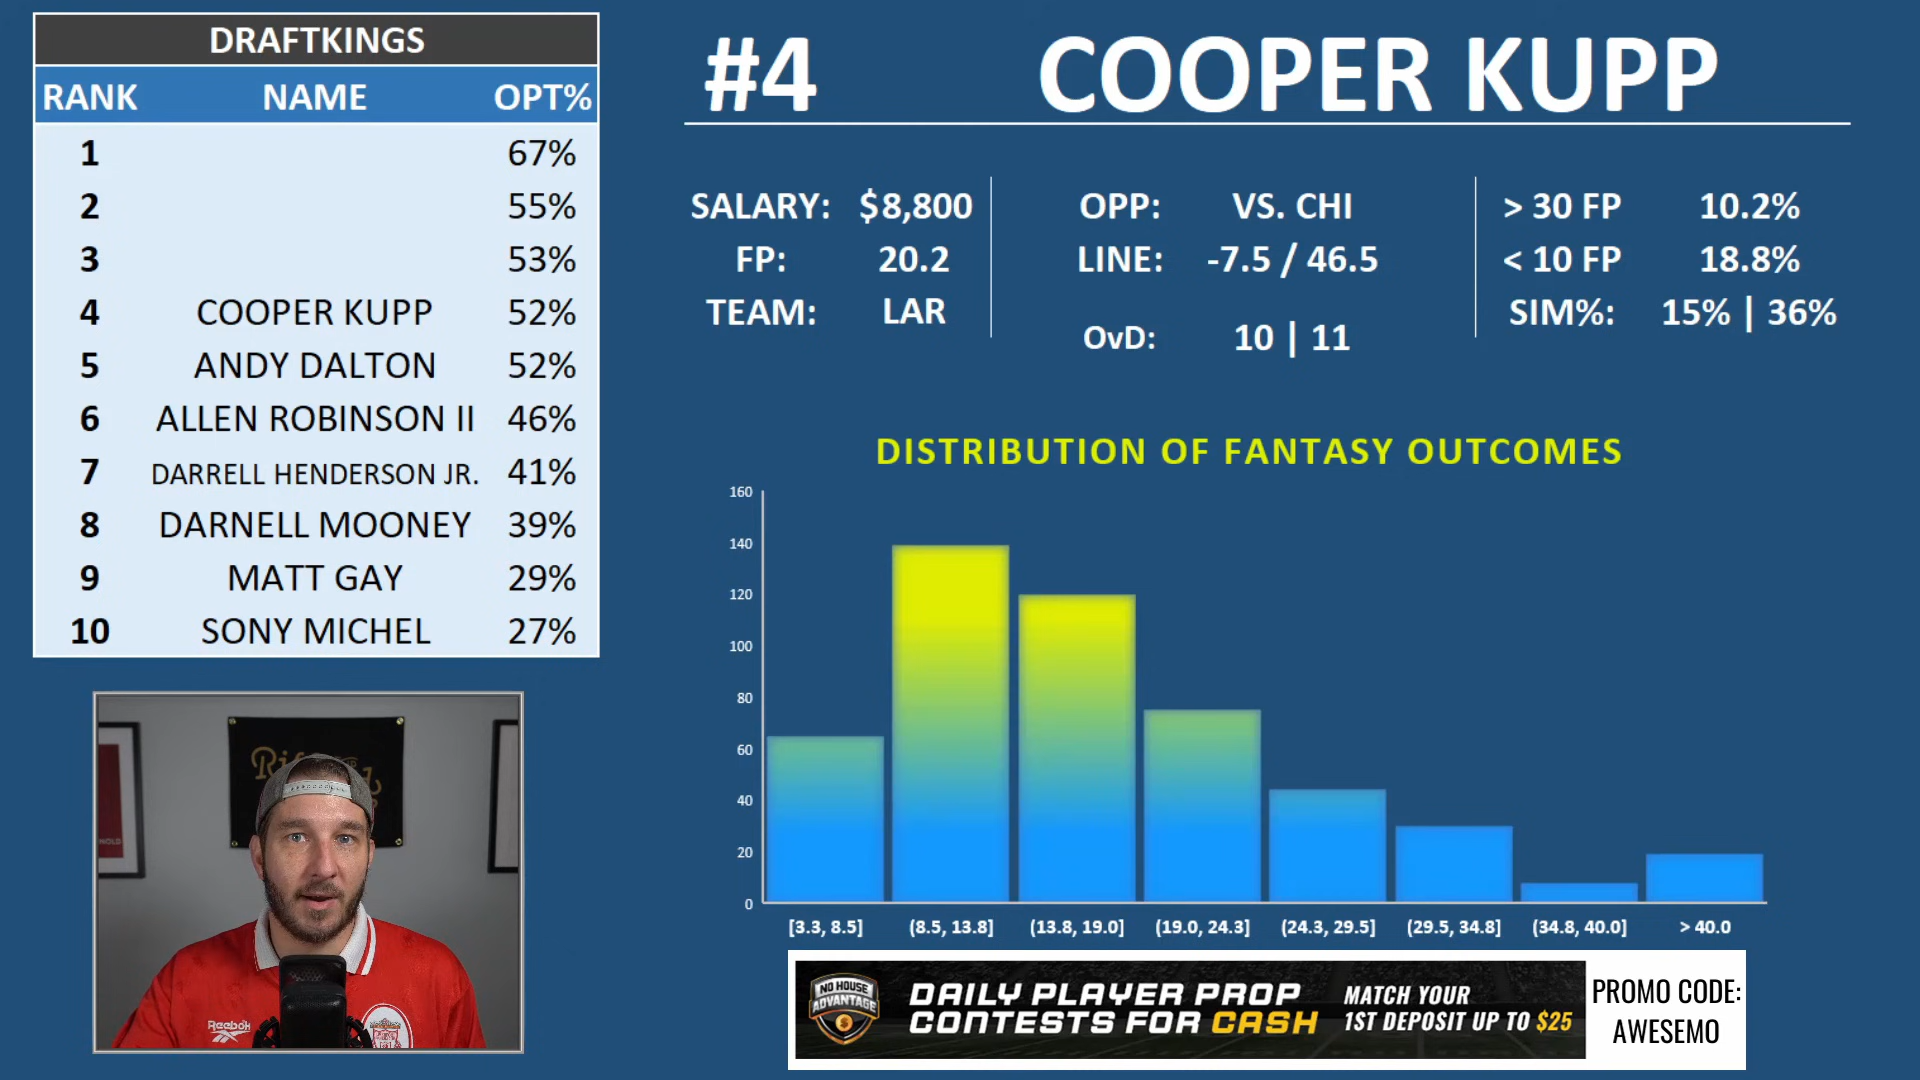 DRAFTKINGS
RANK NAME OPT%
1 67%
2 55%
3 53%
4 COOPER KUPP 52%
5 ANDY DALTON 52%
6 ALLEN ROBINSON II 46%
7 DARRELL HENDERSON JR. 41%
8 DARNELL MOONEY 39%
9 MATT GAY 29%
10 SONY MICHEL 27%
#4 COOPER KUPP
SALARY: $8,800
FP: 20.2
TEAM: LAR
OPP: VS. CHI
LINE: -7.5 / 46.5
OvD: 10 | 11
> 30 FP 10.2%
< 10 FP 18.8%
SIM%: 15% | 36%
DISTRIBUTION OF FANTASY OUTCOMES
160
140
120
100
80
60
40
20
0
[3.3, 8.5] (8.5, 13.8] (13.8, 19.0] (19.0, 24.3] (24.3, 29.5] (29.5, 34.8] (34.8, 40.0] > 40.0
Reebok
NO HOUSE
ADVANTAGE
DAILY PLAYER PROP
CONTESTS FOR CASH
MATCH YOUR
1ST DEPOSIT UP TO $25
PROMO CODE:
AWESEMO